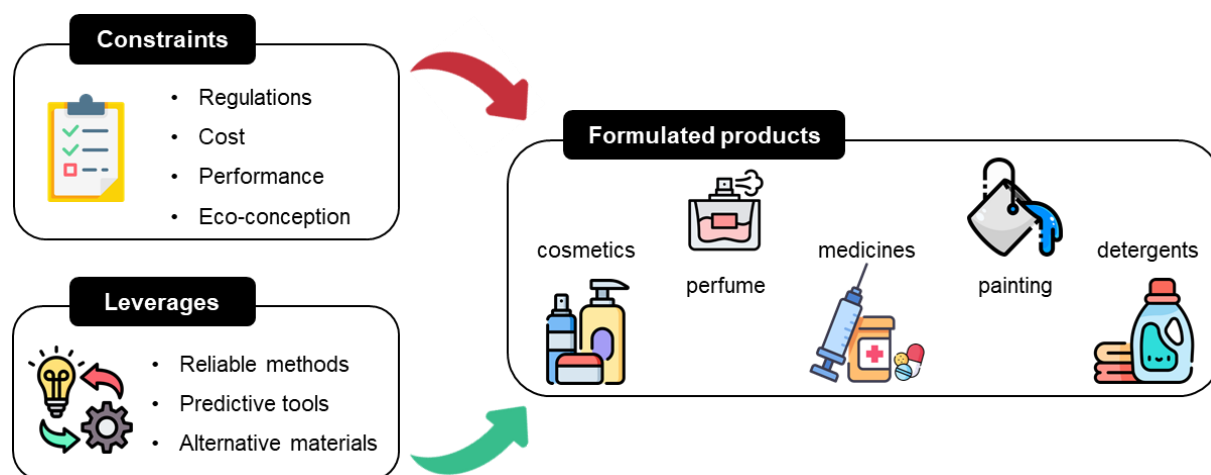 Constraints
• Regulations
• Cost
• Performance
• Eco-conception
Leverages
• Reliable methods
• Predictive tools
• Alternative materials
Formulated products
cosmetics
perfume
medicines
painting
detergents